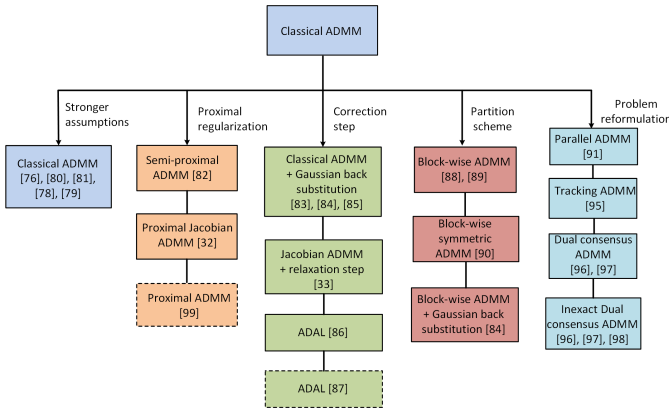 Classical ADMM
Stronger
assumptions
Proximal
regularization
Correction
step
Partition
scheme
Problem
reformulation
Classical ADMM
[76], [80], [81],
[78], [79]
Semi-proximal
ADMM [82]
Proximal Jacobian
ADMM [32]
Proximal ADMM
[99]
Classical ADMM
+ Gaussian back
substitution
[83], [84], [85]
Jacobian ADMM
+ relaxation step
[33]
ADAL [86]
ADAL [87]
Block-wise ADMM
[88], [89]
Block-wise
symmetric
ADMM [90]
Block-wise ADMM
+ Gaussian back
substitution [84]
Parallel ADMM
[91]
Tracking ADMM
[95]
Dual consensus
ADMM
[96], [97]
Inexact Dual
consensus ADMM
[96], [97], [98]